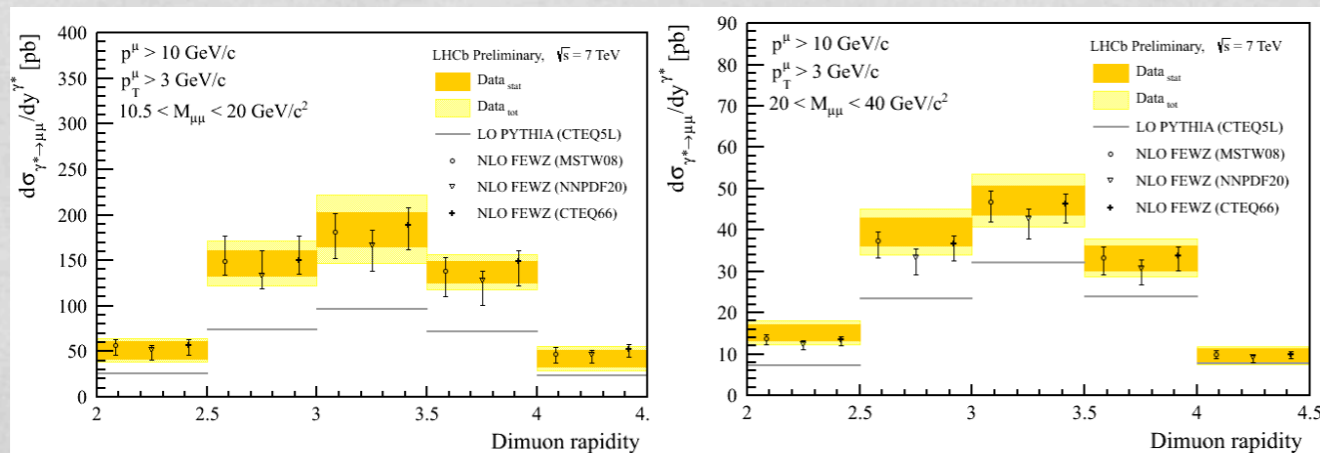 dσ_γ*→μμ/dy^γ* [pb]
400
350
300
250
200
150
100
50
0
p^μ > 10 GeV/c
p_T^μ > 3 GeV/c
10.5 < M_μμ < 20 GeV/c²
LHCb Preliminary, √s = 7 TeV
Data_stat
Data_tot
LO PYTHIA (CTEQ5L)
NLO FEWZ (MSTW08)
NLO FEWZ (NNPDF20)
NLO FEWZ (CTEQ66)
2 2.5 3 3.5 4 4.
Dimuon rapidity
dσ_γ*→μμ/dy^γ* [pb]
90
80
70
60
50
40
30
20
10
0
p^μ > 10 GeV/c
p_T^μ > 3 GeV/c
20 < M_μμ < 40 GeV/c²
LHCb Preliminary, √s = 7 TeV
Data_stat
Data_tot
LO PYTHIA (CTEQ5L)
NLO FEWZ (MSTW08)
NLO FEWZ (NNPDF20)
NLO FEWZ (CTEQ66)
2 2.5 3 3.5 4 4.5
Dimuon rapidity